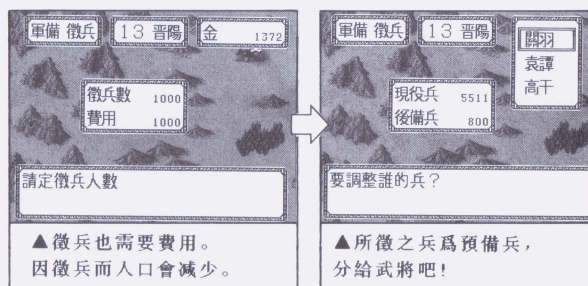 軍備 徵兵
13 晋陽
金 1372
徵兵數 1000
費用 1000
請定徵兵人數
▲徵兵也需要費用。
因徵兵而人口會減少。
軍備 徵兵
13 晋陽
關羽
袁譚
高干
現役兵 5511
後備兵 800
要調整誰的兵？
▲所徵之兵爲預備兵，
分給武將吧！